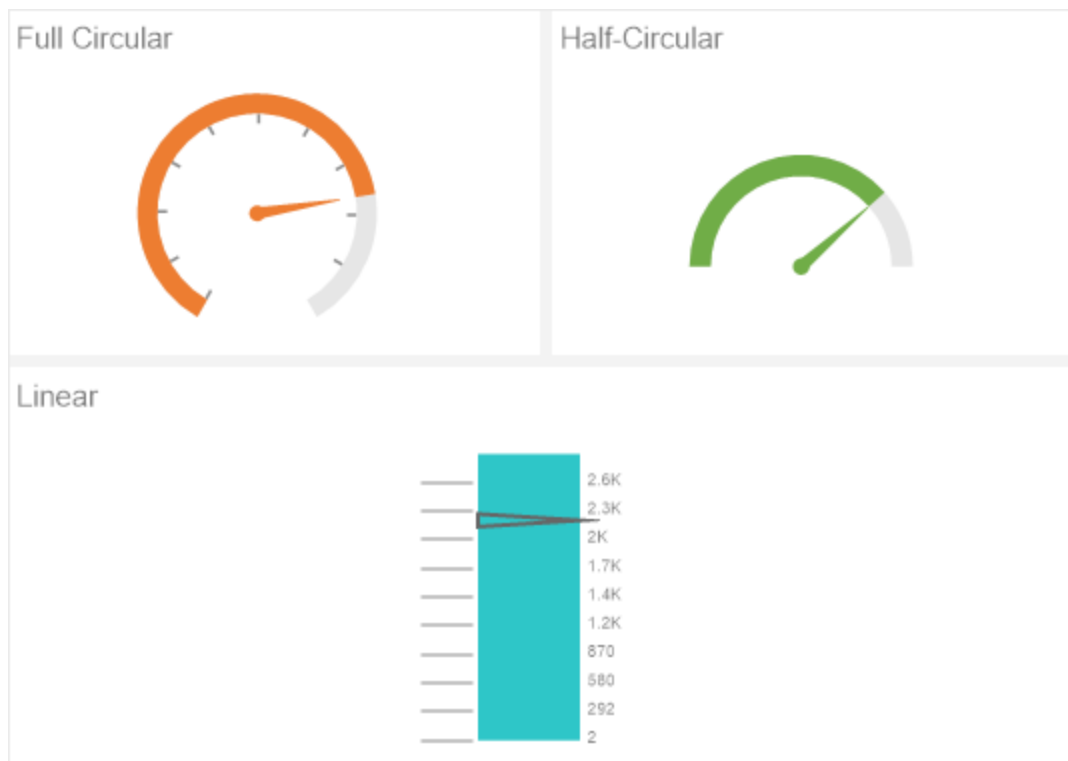 Full Circular
Half-Circular
Linear
2.6K
2.3K
2K
1.7K
1.4K
1.2K
870
580
292
2